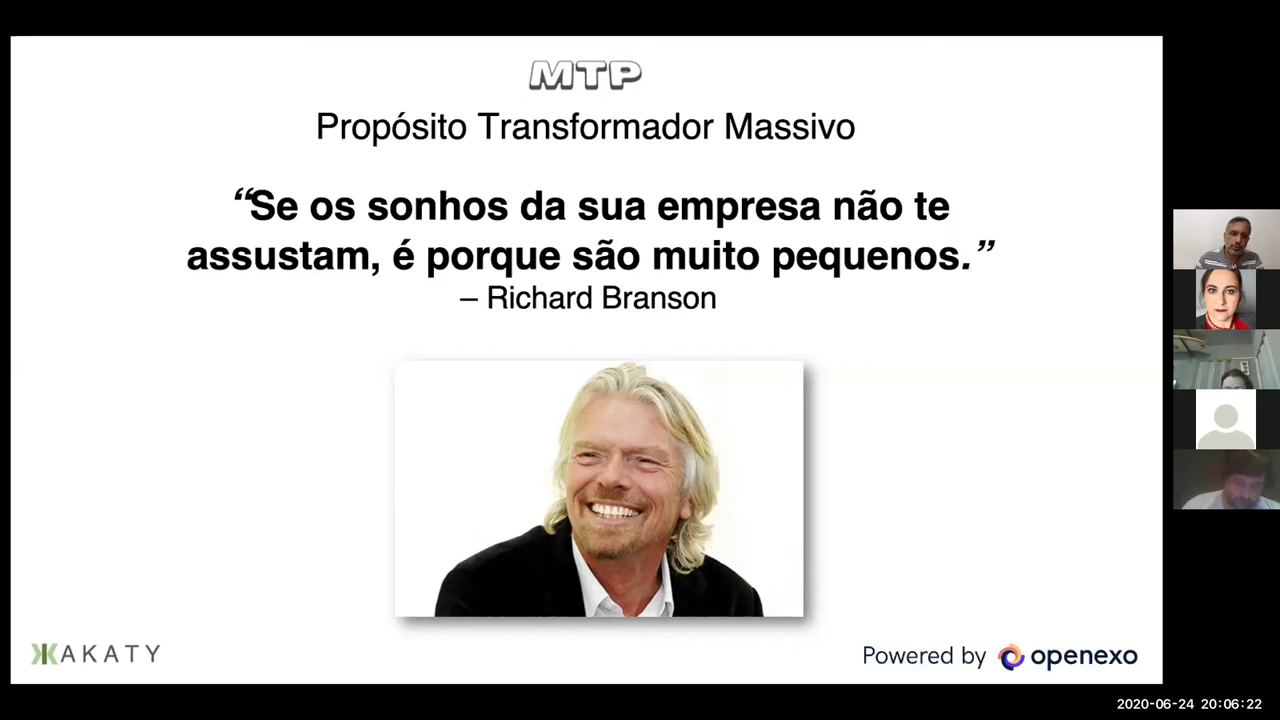 MTP
Propósito Transformador Massivo
“Se os sonhos da sua empresa não te
assustam, é porque são muito pequenos.”
– Richard Branson
KAKATY
Powered by openexo
2020-06-24 20:06:22